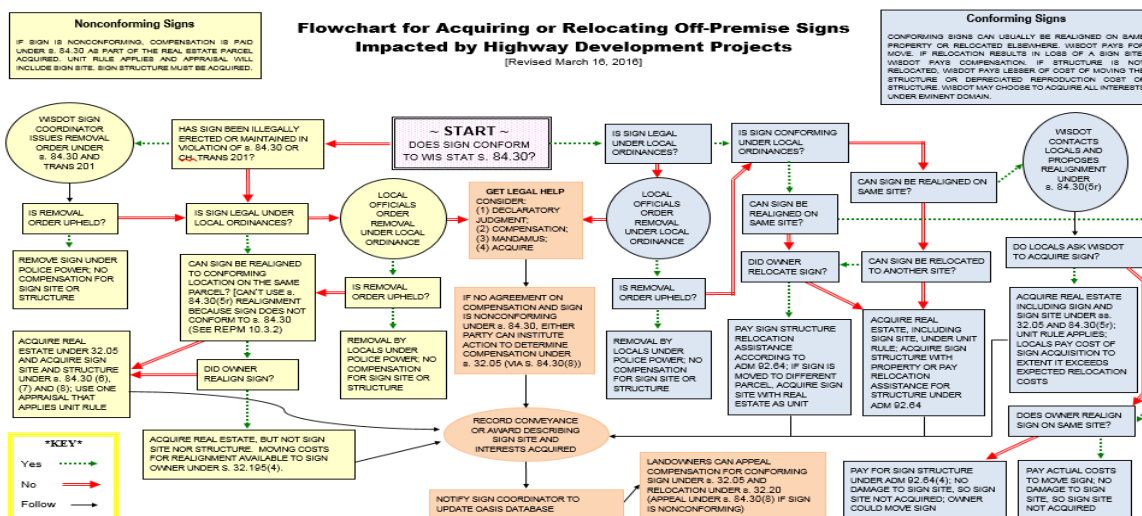 Nonconforming Signs
IF SIGN IS NONCONFORMING, COMPENSATION IS PAID
UNDER s. 84.30 AS PART OF THE REAL ESTATE PARCEL
ACQUIRED. UNIT RULE APPLIES AND APPRAISAL WILL
INCLUDE SIGN SITE. SIGN STRUCTURE MUST BE ACQUIRED.
Flowchart for Acquiring or Relocating Off-Premise Signs
Impacted by Highway Development Projects
[Revised March 16, 2016]
Conforming Signs
CONFORMING SIGNS CAN USUALLY BE REALIGNED ON SAME
PROPERTY OR RELOCATED ELSEWHERE. WISDOT PAYS FOR
MOVE. IF RELOCATION RESULTS IN LOSS OF A SIGN SITE,
WISDOT PAYS COMPENSATION. IF STRUCTURE IS NOT
RELOCATED, WISDOT PAYS LESSER OF COST OF MOVING THE
STRUCTURE OR DEPRECIATED REPRODUCTION COST OF
STRUCTURE. WISDOT MAY CHOOSE TO ACQUIRE ALL INTERESTS
UNDER EMINENT DOMAIN.
WISDOT SIGN
COORDINATOR
ISSUES REMOVAL
ORDER UNDER
s. 84.30 AND
TRANS 201
HAS SIGN BEEN ILLEGALLY
ERECTED OR MAINTAINED IN
VIOLATION OF s. 84.30 OR
CH. TRANS 201?
~ START ~
DOES SIGN CONFORM
TO WIS STAT S. 84.30?
IS SIGN LEGAL
UNDER LOCAL
ORDINANCES?
IS SIGN CONFORMING
UNDER LOCAL
ORDINANCES?
WISDOT
CONTACTS
LOCALS AND
PROPOSES
REALIGNMENT
UNDER
s. 84.30(5r)
IS REMOVAL
ORDER UPHELD?
IS SIGN LEGAL UNDER
LOCAL ORDINANCES?
LOCAL
OFFICIALS
ORDER
REMOVAL
UNDER LOCAL
ORDINANCE
GET LEGAL HELP
CONSIDER:
(1) DECLARATORY
JUDGMENT;
(2) COMPENSATION;
(3) MANDAMUS;
(4) ACQUIRE
LOCAL
OFFICIALS
ORDER
REMOVAL
UNDER LOCAL
ORDINANCE
CAN SIGN BE
REALIGNED ON
SAME SITE?
CAN SIGN BE REALIGNED ON
SAME SITE?
REMOVE SIGN UNDER
POLICE POWER; NO
COMPENSATION FOR
SIGN SITE OR
STRUCTURE
CAN SIGN BE REALIGNED
TO CONFORMING
LOCATION ON THE SAME
PARCEL? [CAN'T USE s.
84.30(5r) REALIGNMENT
BECAUSE SIGN DOES NOT
CONFORM TO s. 84.30
(SEE REPM 10.3.2)
IS REMOVAL
ORDER UPHELD?
IS REMOVAL
ORDER UPHELD?
DID OWNER
RELOCATE SIGN?
CAN SIGN BE RELOCATED
TO ANOTHER SITE?
DO LOCALS ASK WISDOT
TO ACQUIRE SIGN?
IF NO AGREEMENT ON
COMPENSATION AND SIGN
IS NONCONFORMING
UNDER s. 84.30, EITHER
PARTY CAN INSTITUTE
ACTION TO DETERMINE
COMPENSATION UNDER
s. 32.05 (VIA S. 84.30(8))
ACQUIRE REAL
ESTATE UNDER 32.05
AND ACQUIRE SIGN
SITE AND STRUCTURE
UNDER s. 84.30 (6),
(7) AND (8); USE ONE
APPRAISAL THAT
APPLIES UNIT RULE
DID OWNER
REALIGN SIGN?
REMOVAL BY LOCALS
UNDER POLICE POWER; NO
COMPENSATION FOR
SIGN SITE OR STRUCTURE
REMOVAL BY
LOCALS UNDER
POLICE POWER; NO
COMPENSATION
FOR SIGN SITE OR
STRUCTURE
PAY SIGN STRUCTURE
RELOCATION ASSISTANCE
ACCORDING TO
ADM 92.64; IF SIGN IS
MOVED TO DIFFERENT
PARCEL, ACQUIRE SIGN
SITE WITH REAL
ESTATE AS UNIT
ACQUIRE REAL
ESTATE, INCLUDING
SIGN SITE, UNDER
UNIT RULE; ACQUIRE
SIGN STRUCTURE WITH
PROPERTY OR PAY
RELOCATION
ASSISTANCE FOR
STRUCTURE UNDER
ADM 92.64
ACQUIRE REAL ESTATE
INCLUDING SIGN AND
SIGN SITE UNDER ss.
32.05 AND 84.30(5r);
UNIT RULE APPLIES;
LOCALS PAY COST OF
SIGN ACQUISITION TO
EXTENT IT EXCEEDS
EXPECTED RELOCATION
COSTS
*KEY*
Yes
No
Follow
ACQUIRE REAL ESTATE, BUT NOT SIGN
SITE NOR STRUCTURE. MOVING COSTS
FOR REALIGNMENT AVAILABLE TO SIGN
OWNER UNDER S. 32.195(4).
RECORD CONVEYANCE
OR AWARD DESCRIBING
SIGN SITE AND
INTERESTS ACQUIRED
DOES OWNER REALIGN
SIGN ON SAME SITE?
NOTIFY SIGN COORDINATOR TO
UPDATE OASIS DATABASE
LANDOWNERS CAN APPEAL
COMPENSATION FOR CONFORMING
SIGN UNDER s. 32.05 AND
RELOCATION UNDER s. 32.20
(APPEAL UNDER s. 84.30(8) IF SIGN
IS NONCONFORMING)
PAY FOR SIGN STRUCTURE
UNDER ADM 92.64(4); NO
DAMAGE TO SIGN SITE, SO SIGN
SITE NOT ACQUIRED; OWNER
COULD MOVE SIGN
PAY ACTUAL COSTS
TO MOVE SIGN; NO
DAMAGE TO SIGN
SITE, SO SIGN SITE
NOT ACQUIRED